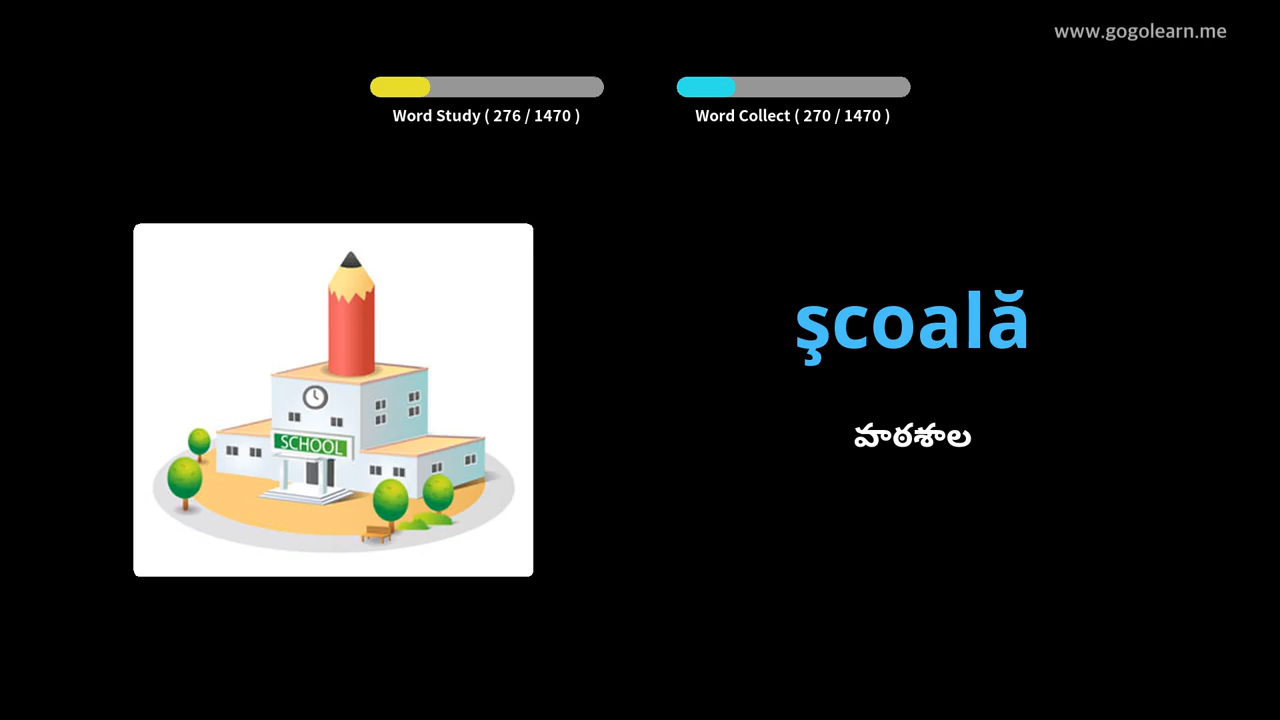 www.gogolearn.me
Word Study ( 276 / 1470 )
Word Collect ( 270 / 1470 )
SCHOOL
şcoală
పాఠశాల